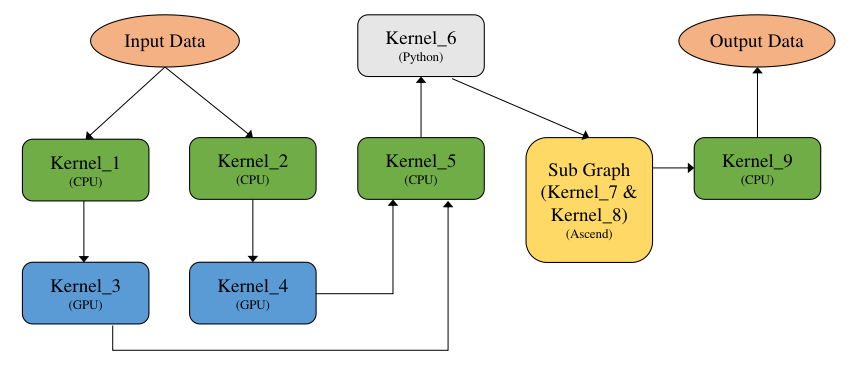 Input Data
Kernel_6
(Python)
Output Data
Kernel_1
(CPU)
Kernel_2
(CPU)
Kernel_5
(CPU)
Sub Graph
(Kernel_7 &
Kernel_8)
(Ascend)
Kernel_9
(CPU)
Kernel_3
(GPU)
Kernel_4
(GPU)